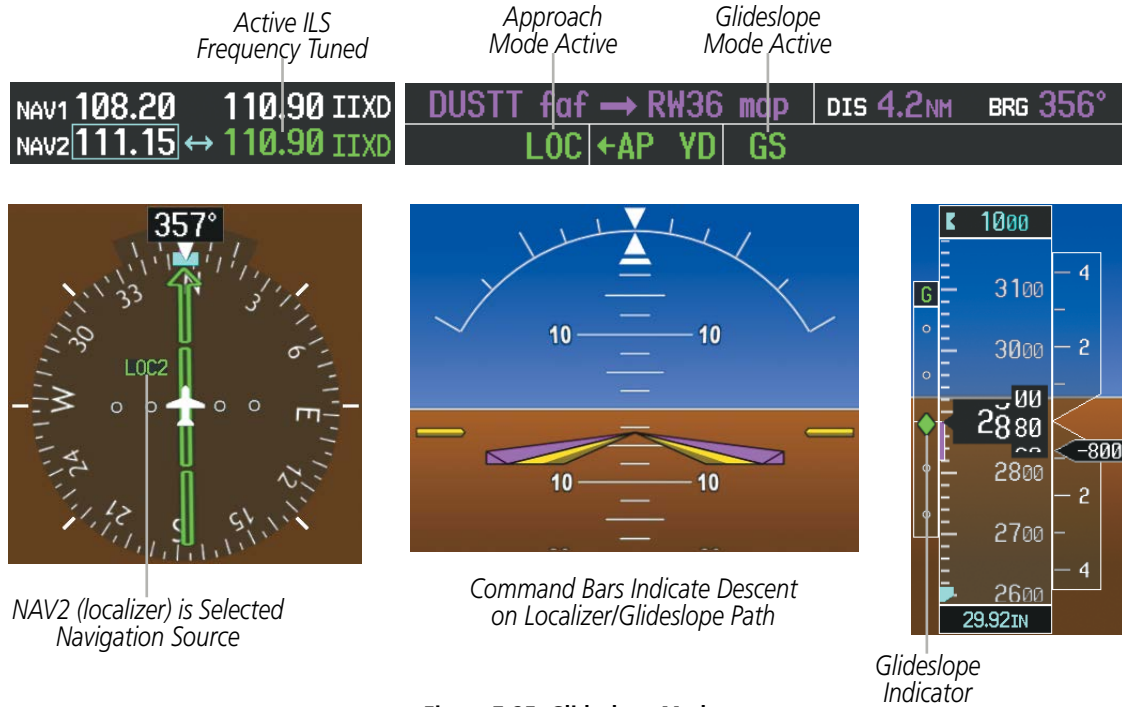 Active ILS
Frequency Tuned
Approach
Mode Active
Glideslope
Mode Active
NAV1 108.20 110.90 IIXD
NAV2 111.15 ↔ 110.90 IIXD
DUSTT faf → RW36 map DIS 4.2NM BRG 356°
LOC ←AP YD GS
357°
N
3
6
E
12
15
S
21
24
W
30
33
LOC2
10 10
10 10
1000
G
3100
3000
2880
2800
2700
2600
29.92IN
4
2
-800
2
4
NAV2 (localizer) is Selected
Navigation Source
Command Bars Indicate Descent
on Localizer/Glideslope Path
Glideslope
Indicator